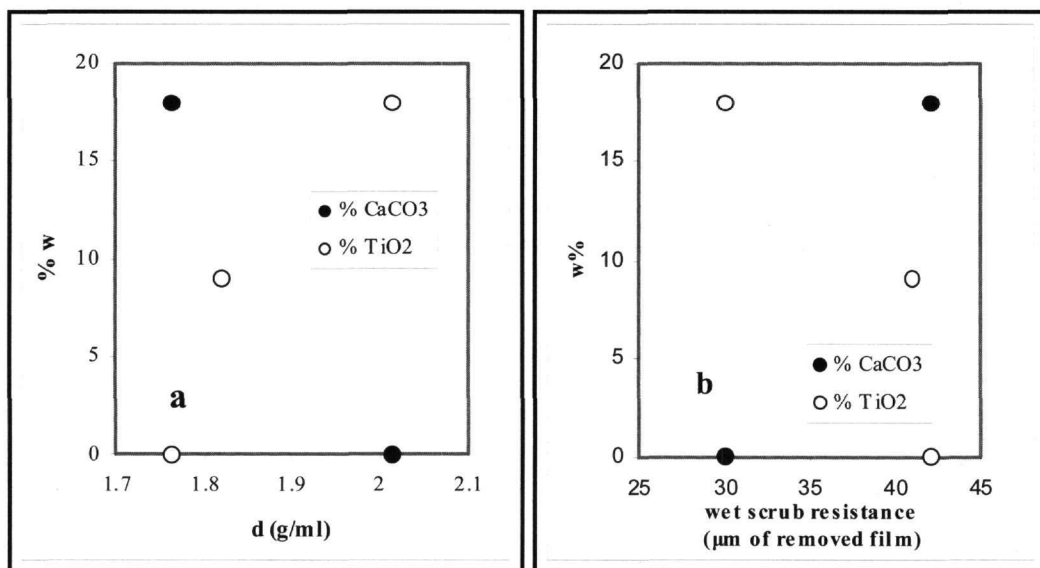 20
15
10
5
0
% w
% CaCO3
% TiO2
a
1.7 1.8 1.9 2 2.1
d (g/ml)
20
15
10
5
0
w%
% CaCO3
% TiO2
b
25 30 35 40 45
wet scrub resistance
(µm of removed film)